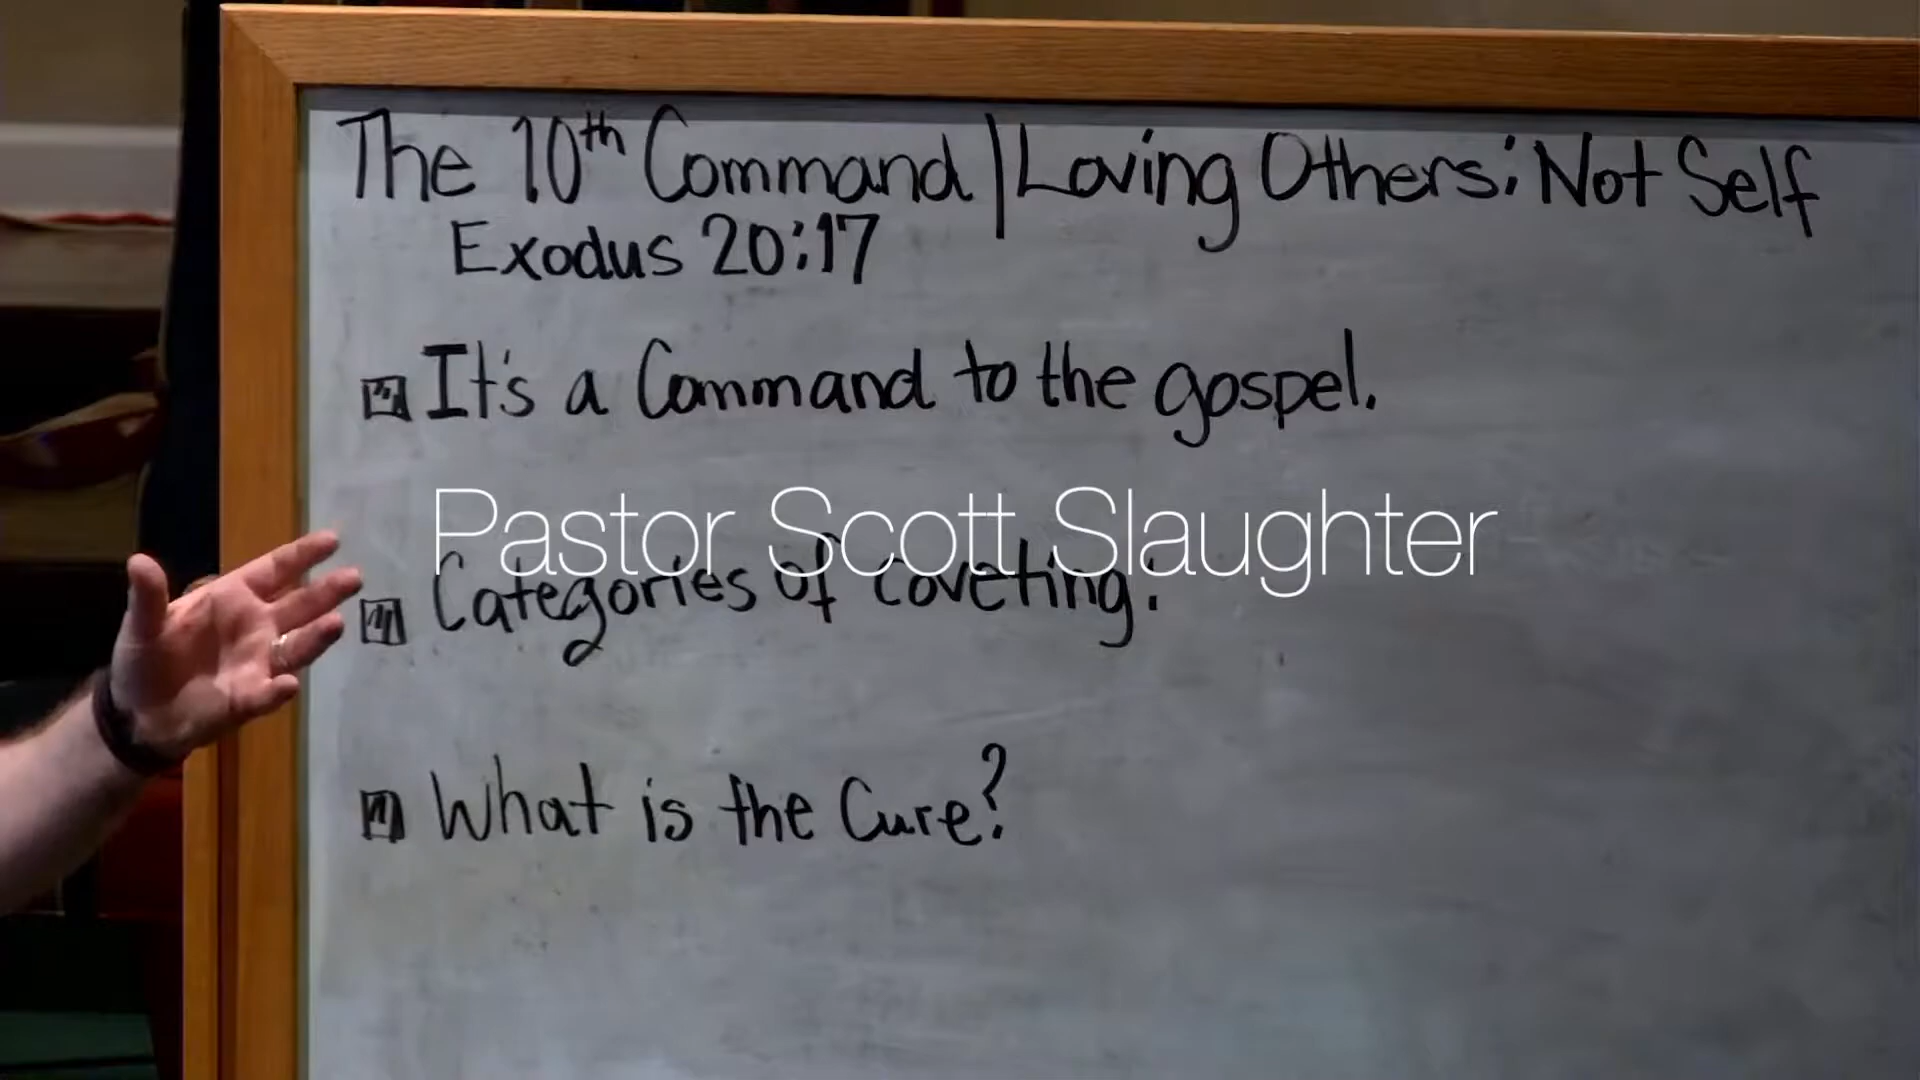 The 10th Command | Loving Others: Not Self
Exodus 20:17
It's a Command to the gospel.
Pastor Scott Slaughter
Categories of coveting:
What is the Cure?